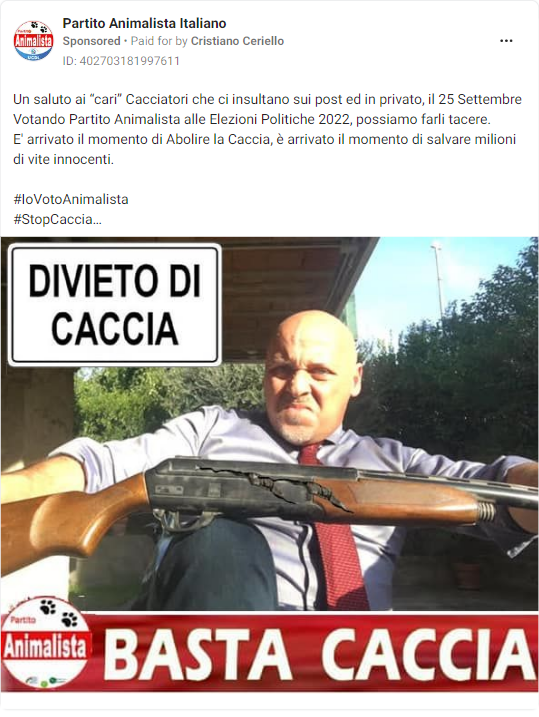 Partito Animalista Italiano
Sponsored • Paid for by Cristiano Ceriello
ID: 402703181997611
Un saluto ai “cari” Cacciatori che ci insultano sui post ed in privato, il 25 Settembre
Votando Partito Animalista alle Elezioni Politiche 2022, possiamo farli tacere.
E' arrivato il momento di Abolire la Caccia, è arrivato il momento di salvare milioni
di vite innocenti.
#IoVotoAnimalista
#StopCaccia...
DIVIETO DI
CACCIA
Partito
Animalista
BASTA CACCIA